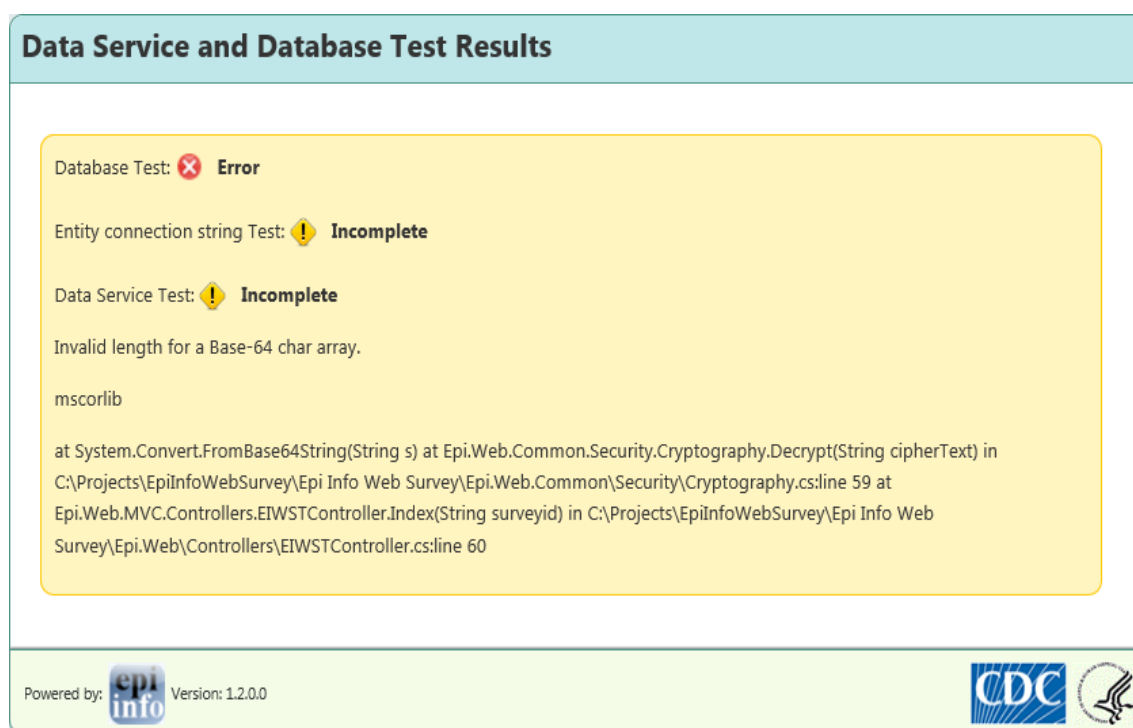 Data Service and Database Test Results
Database Test: Error
Entity connection string Test: Incomplete
Data Service Test: Incomplete
Invalid length for a Base-64 char array.
mscorlib
at System.Convert.FromBase64String(String s) at Epi.Web.Common.Security.Cryptography.Decrypt(String cipherText) in
C:\Projects\EpiInfoWebSurvey\Epi Info Web Survey\Epi.Web.Common\Security\Cryptography.cs:line 59 at
Epi.Web.MVC.Controllers.EIWSTController.Index(String surveyid) in C:\Projects\EpiInfoWebSurvey\Epi Info Web
Survey\Epi.Web\Controllers\EIWSTController.cs:line 60
Powered by: epi info Version: 1.2.0.0
CDC